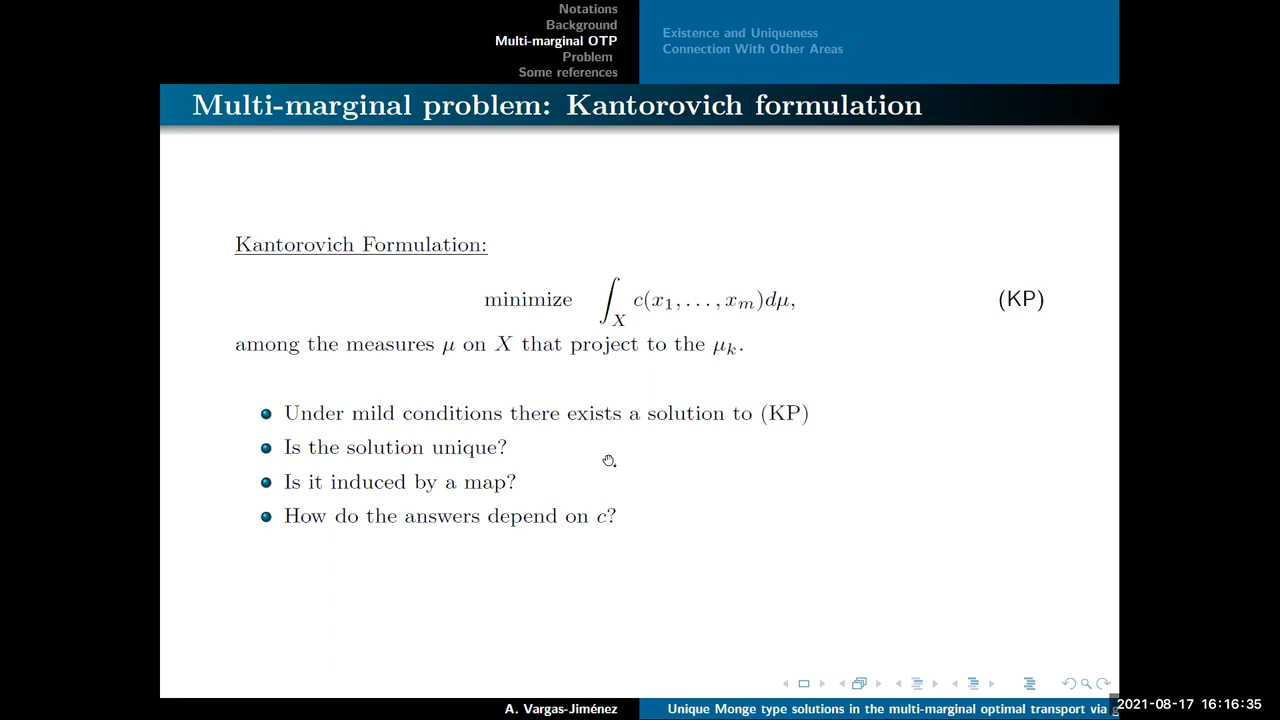 Notations
Background
Multi-marginal OTP
Problem
Some references
Existence and Uniqueness
Connection With Other Areas
Multi-marginal problem: Kantorovich formulation
Kantorovich Formulation:
minimize ∫_X c(x_1, . . . , x_m)dμ, (KP)
among the measures μ on X that project to the μ_k.
Under mild conditions there exists a solution to (KP)
Is the solution unique?
Is it induced by a map?
How do the answers depend on c?
A. Vargas-Jiménez
Unique Monge type solutions in the multi-marginal optimal transport via
2021-08-17 16:16:35